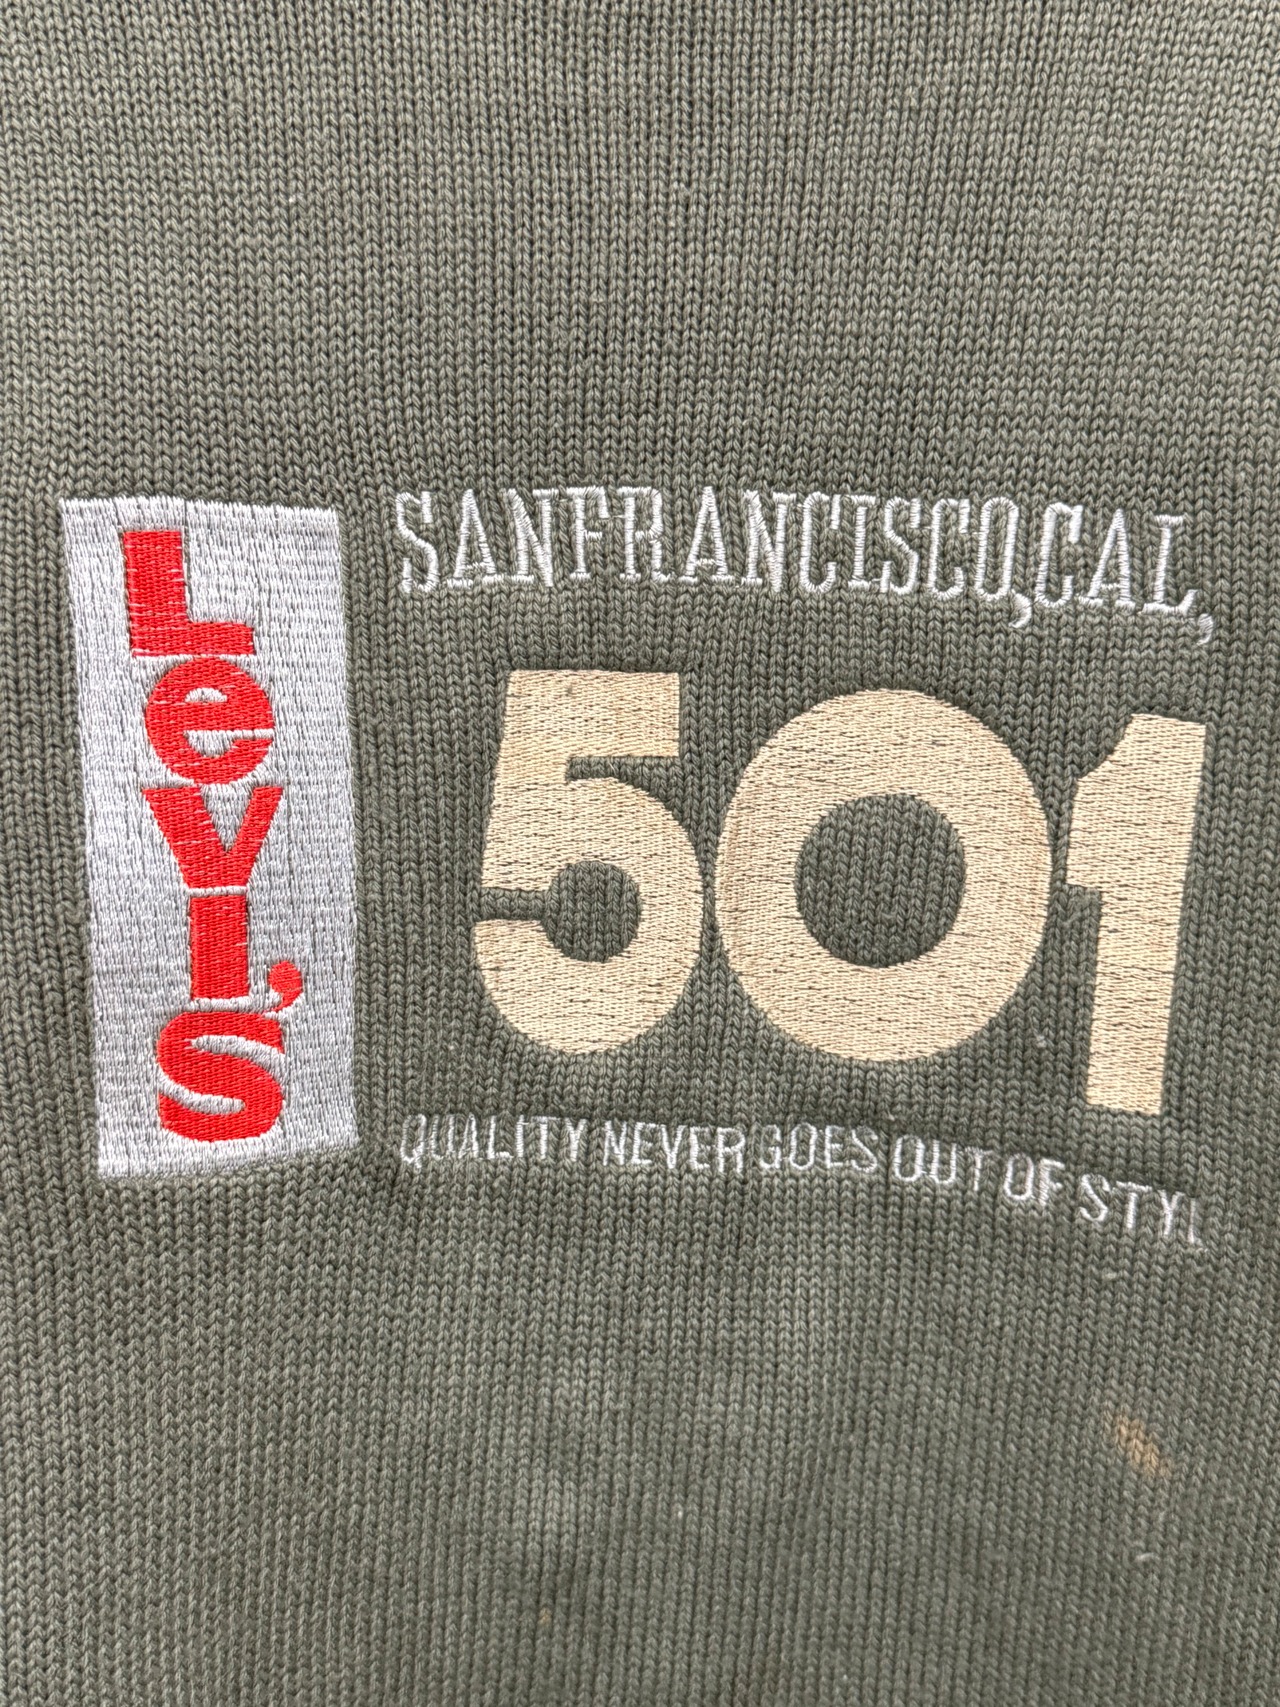 Levi's
SANFRANCISCO,CAL,
501
QUALITY NEVER GOES OUT OF STYL